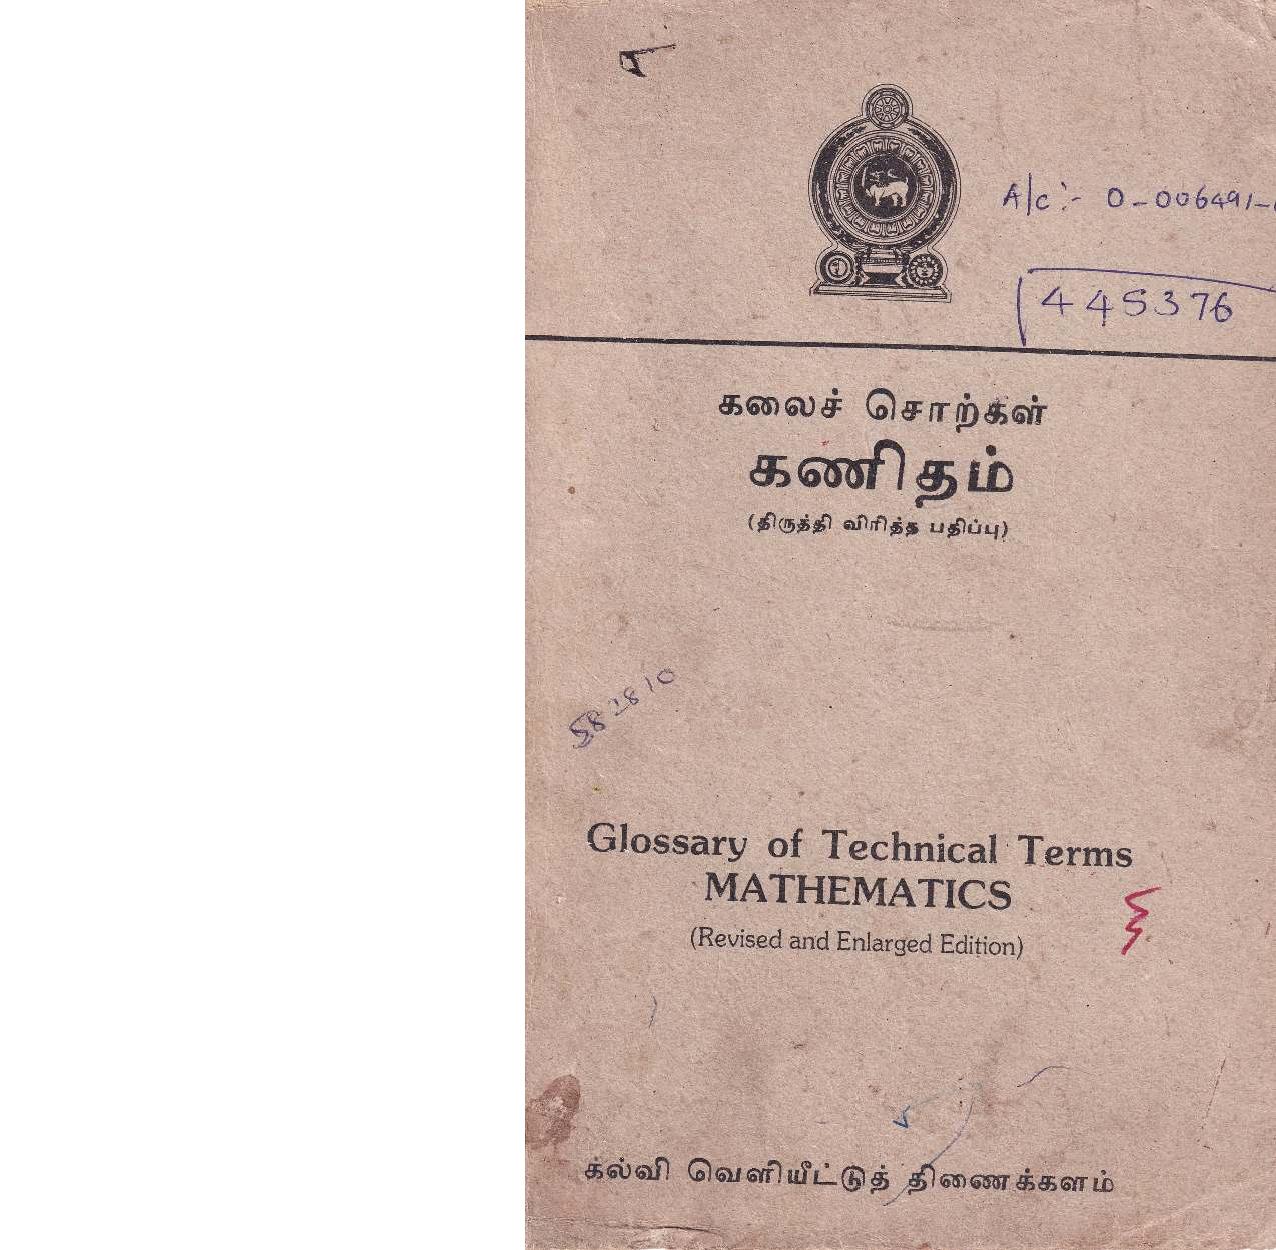 A/c :- 0-006491-
445376
கலைச் சொற்கள்
கணிதம்
(திருத்தி விரித்த பதிப்பு)
582810
Glossary of Technical Terms
MATHEMATICS
(Revised and Enlarged Edition)
கல்வி வெளியீட்டுத் திணைக்களம்